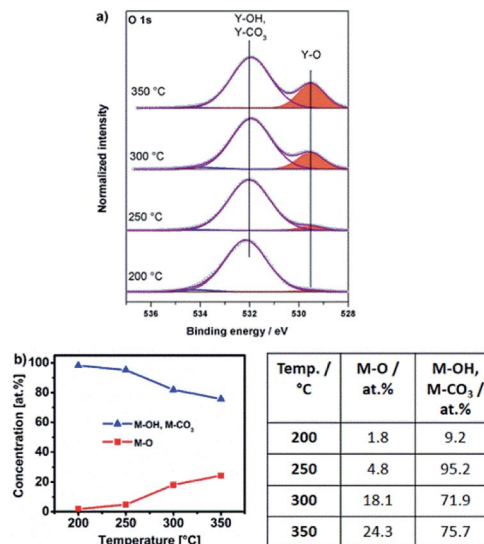 a)
O 1s
Y-OH,
Y-CO3
Y-O
350 °C
300 °C
250 °C
200 °C
Normalized intensity
536 534 532 530 528
Binding energy / eV
b)
Concentration [at.%]
100
80
60
40
20
0
M-OH, M-CO3
M-O
200 250 300 350
Temperature [°C]
Temp. / °C M-O / at.% M-OH, M-CO3 / at.%
200 1.8 9.2
250 4.8 95.2
300 18.1 71.9
350 24.3 75.7